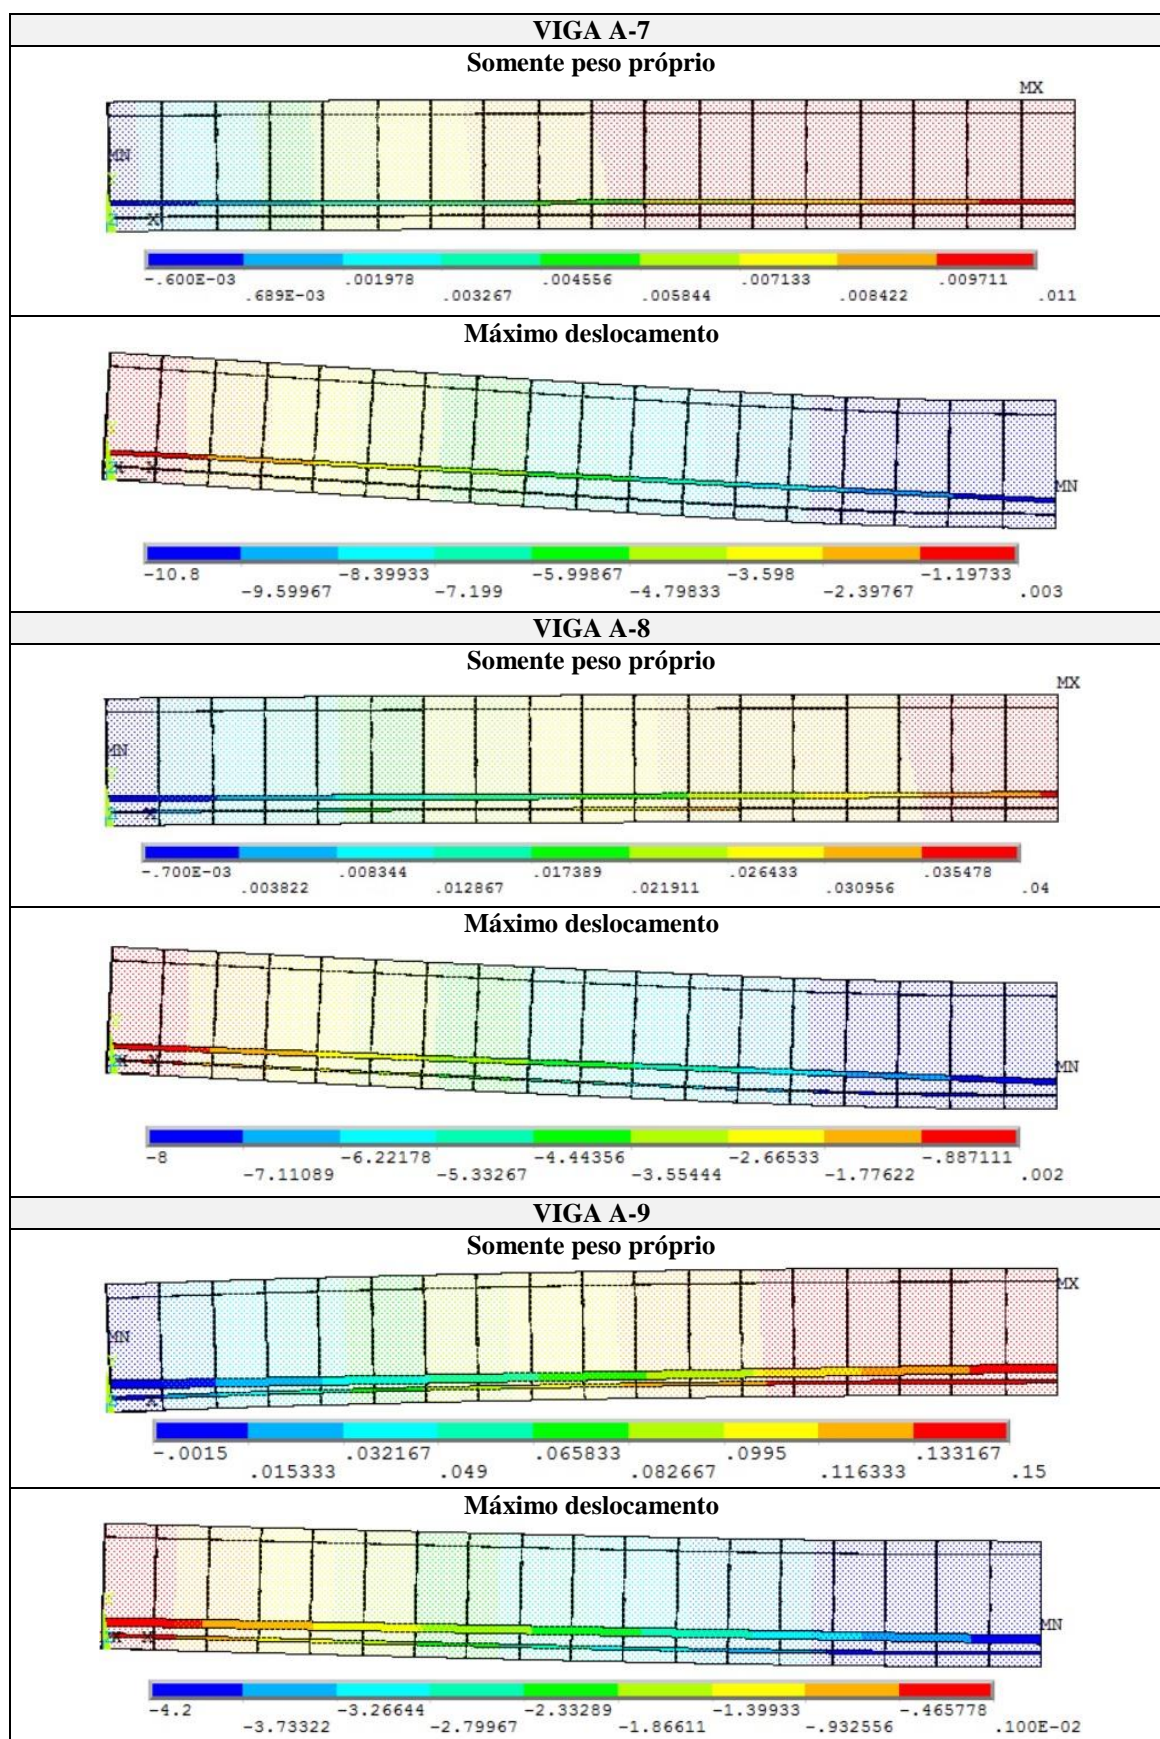 VIGA A-7
Somente peso próprio
MX
MN
X
-.600E-03 .001978 .004556 .007133 .009711
.689E-03 .003267 .005844 .008422 .011
Máximo deslocamento
X
MN
-10.8 -8.39933 -5.99867 -3.598 -1.19733
-9.59967 -7.199 -4.79833 -2.39767 .003
VIGA A-8
Somente peso próprio
MX
MN
-.700E-03 .008344 .017389 .026433 .035478
.003822 .012867 .021911 .030956 .04
Máximo deslocamento
X
MN
-8 -6.22178 -4.44356 -2.66533 -.887111
-7.11089 -5.33267 -3.55444 -1.77622 .002
VIGA A-9
Somente peso próprio
MX
MN
X
-.0015 .032167 .065833 .0995 .133167
.015333 .049 .082667 .116333 .15
Máximo deslocamento
MN
-4.2 -3.26644 -2.33289 -1.39933 -.465778
-3.73322 -2.79967 -1.86611 -.932556 .100E-02